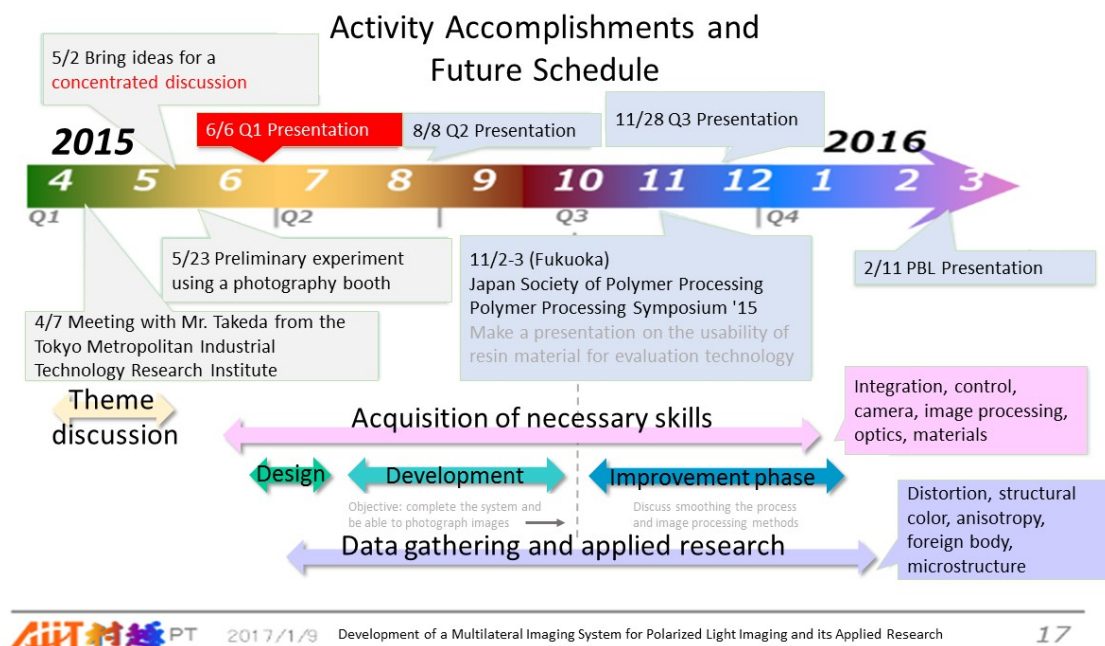 Activity Accomplishments and
Future Schedule
5/2 Bring ideas for a
concentrated discussion
6/6 Q1 Presentation
8/8 Q2 Presentation
11/28 Q3 Presentation
2015
2016
4 5 6 7 8 9 10 11 12 1 2 3
Q1 Q2 Q3 Q4
5/23 Preliminary experiment
using a photography booth
4/7 Meeting with Mr. Takeda from the
Tokyo Metropolitan Industrial
Technology Research Institute
11/2-3 (Fukuoka)
Japan Society of Polymer Processing
Polymer Processing Symposium '15
Make a presentation on the usability of
resin material for evaluation technology
2/11 PBL Presentation
Theme
discussion
Acquisition of necessary skills
Integration, control,
camera, image processing,
optics, materials
Design
Development
Improvement phase
Objective: complete the system and
be able to photograph images
Discuss smoothing the process
and image processing methods
Data gathering and applied research
Distortion, structural
color, anisotropy,
foreign body,
microstructure
AIIT村越PT 2017/1/9 Development of a Multilateral Imaging System for Polarized Light Imaging and its Applied Research 17